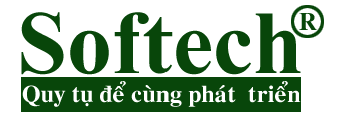 Softech®
Quy tụ để cùng phát triển